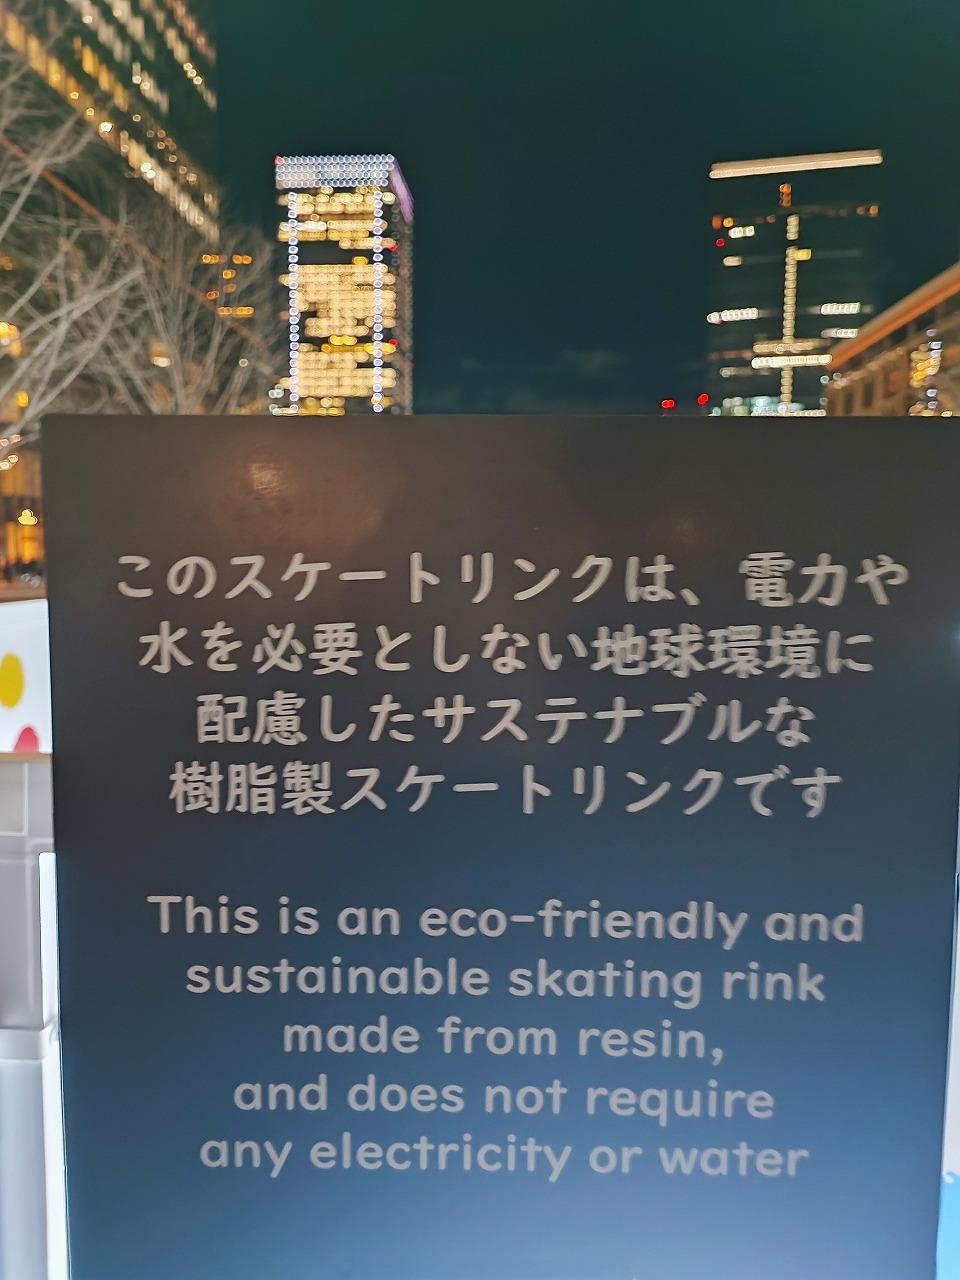 このスケートリンクは、電力や
水を必要としない地球環境に
配慮したサステナブルな
樹脂製スケートリンクです
This is an eco-friendly and
sustainable skating rink
made from resin,
and does not require
any electricity or water